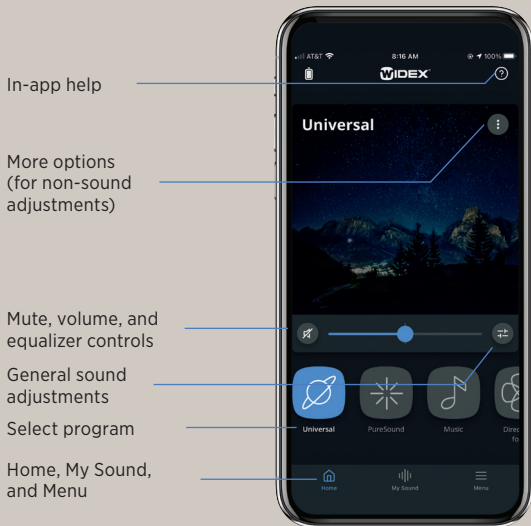 AT&T
8:16 AM
100%
WIDEX
In-app help
Universal
More options
(for non-sound
adjustments)
Mute, volume, and
equalizer controls
General sound
adjustments
Select program
Universal
PureSound
Music
Direc
fo
Home, My Sound,
and Menu
Home
My Sound
Menu